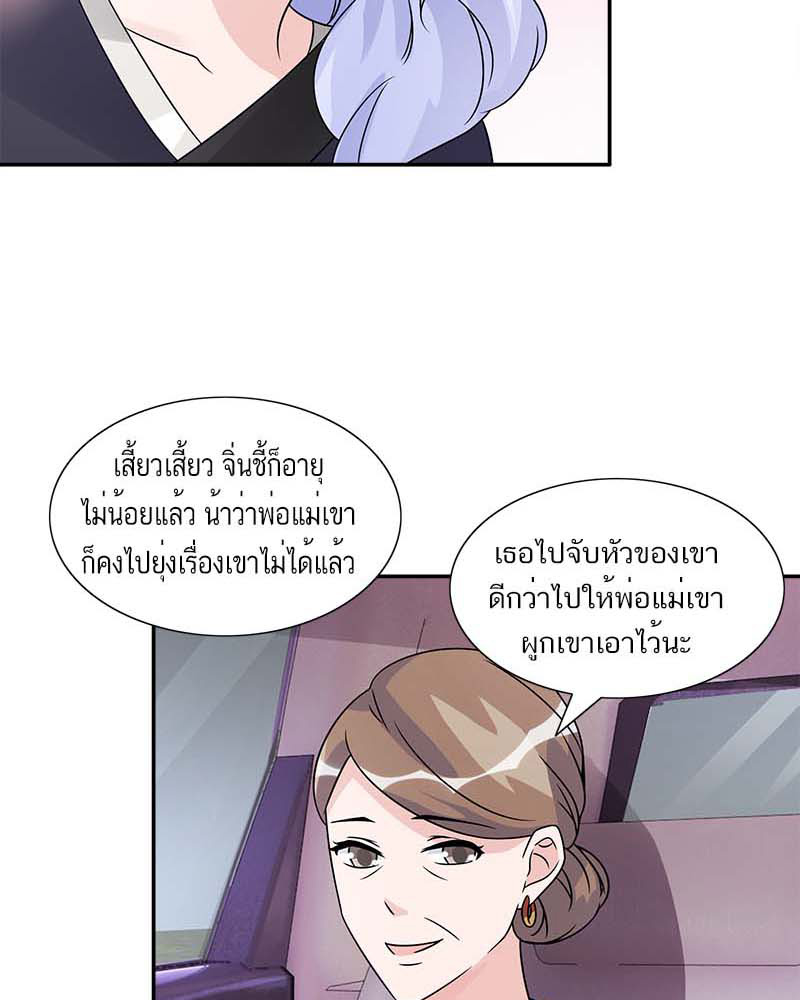 เสี้ยวเสี้ยว จิ่นชี้ก็อายุ
ไม่น้อยแล้ว น้าว่าพ่อแม่เขา
ก็คงไปยุ่งเรื่องเขาไม่ได้แล้ว
เธอไปจับหัวของเขา
ดีกว่าไปให้พ่อแม่เขา
ผูกเขาเอาไว้นะ